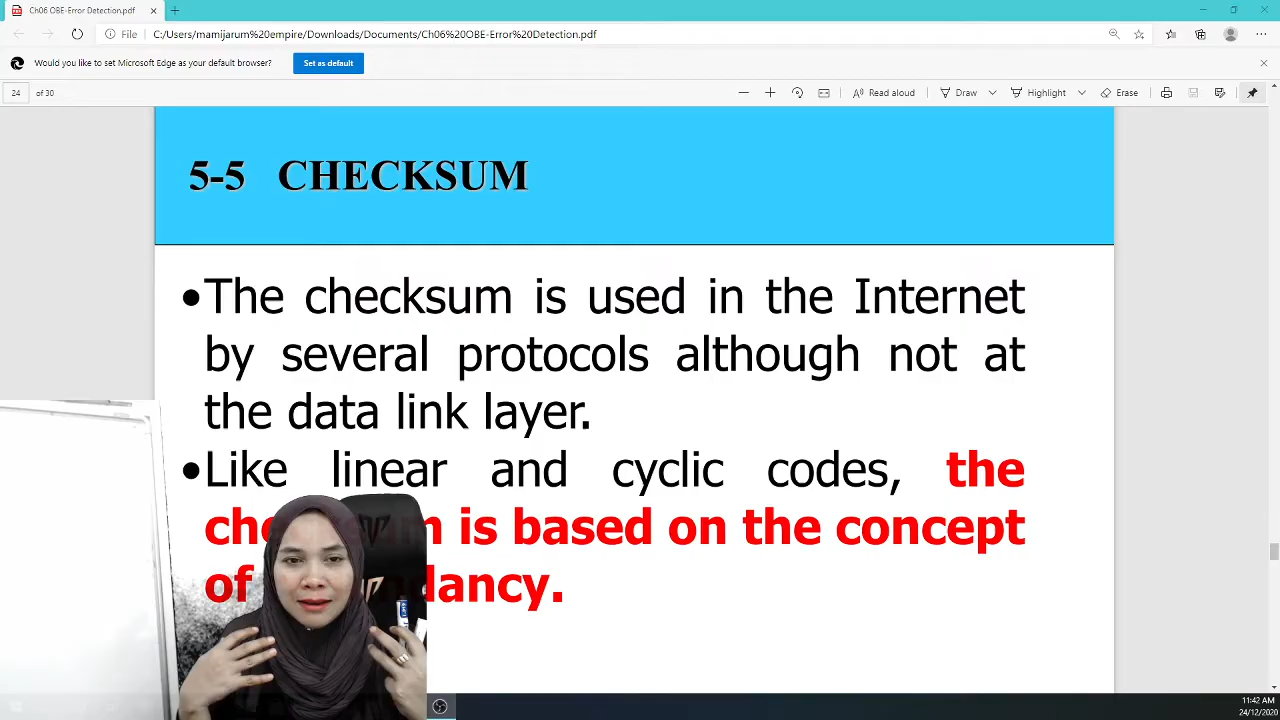 Ch06 OBE-Error Detection.pdf
File
C:/Users/mamijarum%20empire/Downloads/Documents/Ch06%20OBE-Error%20Detection.pdf
Would you like to set Microsoft Edge as your default browser?
Set as default
24 of 30
Read aloud
Draw
Highlight
Erase
5-5 CHECKSUM
•The checksum is used in the Internet
by several protocols although not at
the data link layer.
•Like linear and cyclic codes, the
is based on the concept
of
11:42 AM
24/12/2020